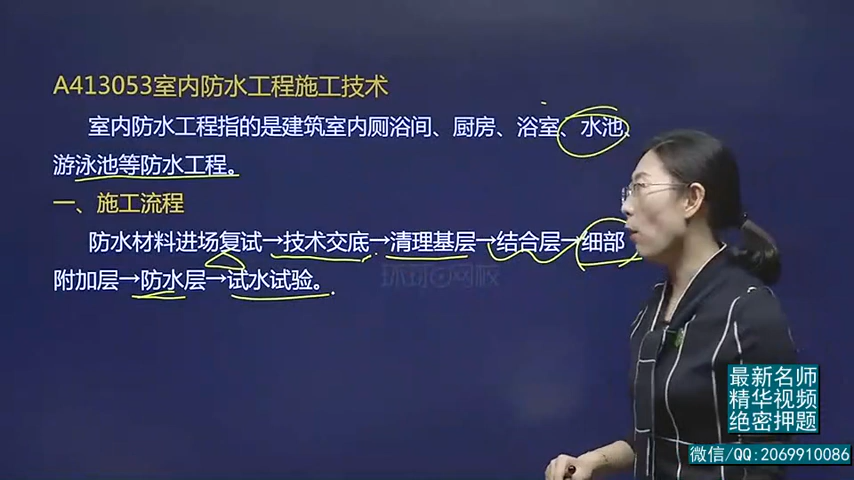 A413053室内防水工程施工技术
室内防水工程指的是建筑室内厕浴间、厨房、浴室、水池、
游泳池等防水工程。
一、施工流程
防水材料进场复试→技术交底→清理基层→结合层→细部
附加层→防水层→试水试验。
环球网校
最新名师
精华视频
绝密押题
微信/QQ:2069910086